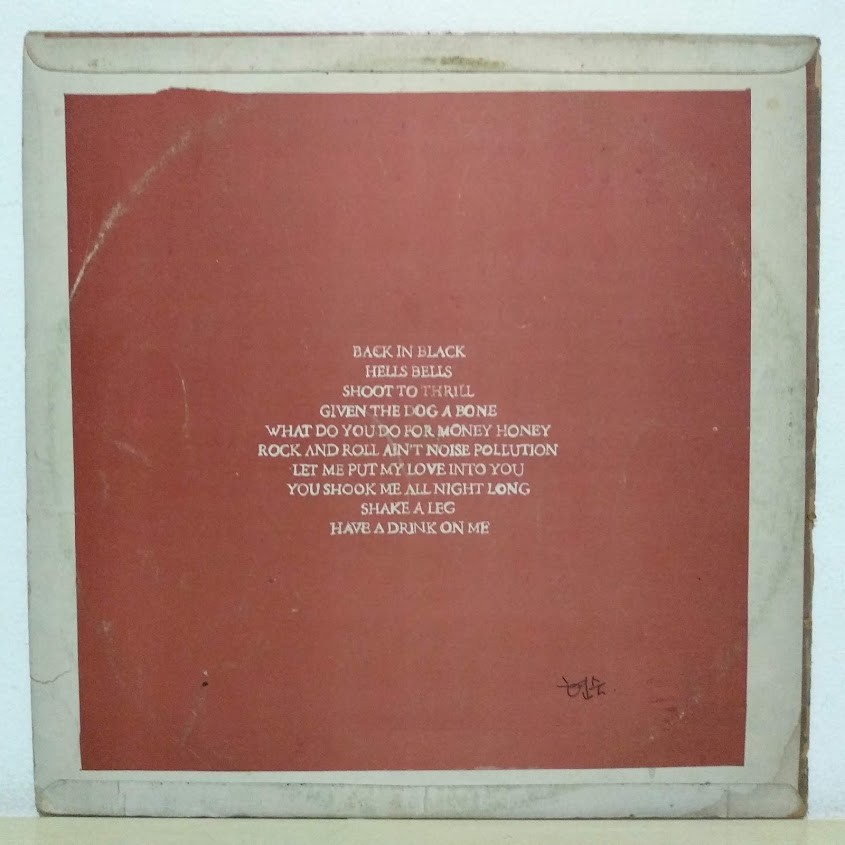 BACK IN BLACK
HELLS BELLS
SHOOT TO THRILL
GIVEN THE DOG A BONE
WHAT DO YOU DO FOR MONEY HONEY
ROCK AND ROLL AIN'T NOISE POLLUTION
LET ME PUT MY LOVE INTO YOU
YOU SHOOK ME ALL NIGHT LONG
SHAKE A LEG
HAVE A DRINK ON ME